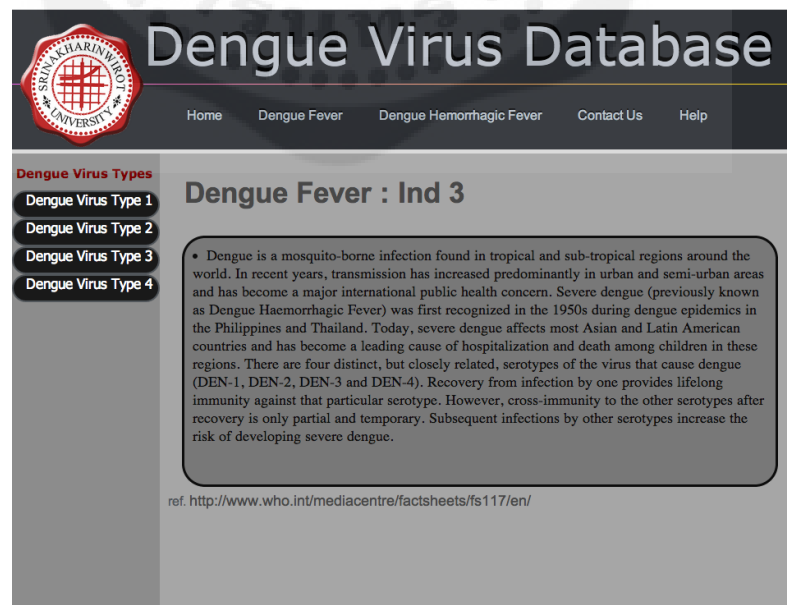 SRINAKHARINWIROT
UNIVERSITY
Dengue Virus Database
Home Dengue Fever Dengue Hemorrhagic Fever Contact Us Help
Dengue Virus Types
Dengue Virus Type 1
Dengue Virus Type 2
Dengue Virus Type 3
Dengue Virus Type 4
Dengue Fever : Ind 3
• Dengue is a mosquito-borne infection found in tropical and sub-tropical regions around the
world. In recent years, transmission has increased predominantly in urban and semi-urban areas
and has become a major international public health concern. Severe dengue (previously known
as Dengue Haemorrhagic Fever) was first recognized in the 1950s during dengue epidemics in
the Philippines and Thailand. Today, severe dengue affects most Asian and Latin American
countries and has become a leading cause of hospitalization and death among children in these
regions. There are four distinct, but closely related, serotypes of the virus that cause dengue
(DEN-1, DEN-2, DEN-3 and DEN-4). Recovery from infection by one provides lifelong
immunity against that particular serotype. However, cross-immunity to the other serotypes after
recovery is only partial and temporary. Subsequent infections by other serotypes increase the
risk of developing severe dengue.
ref. http://www.who.int/mediacentre/factsheets/fs117/en/